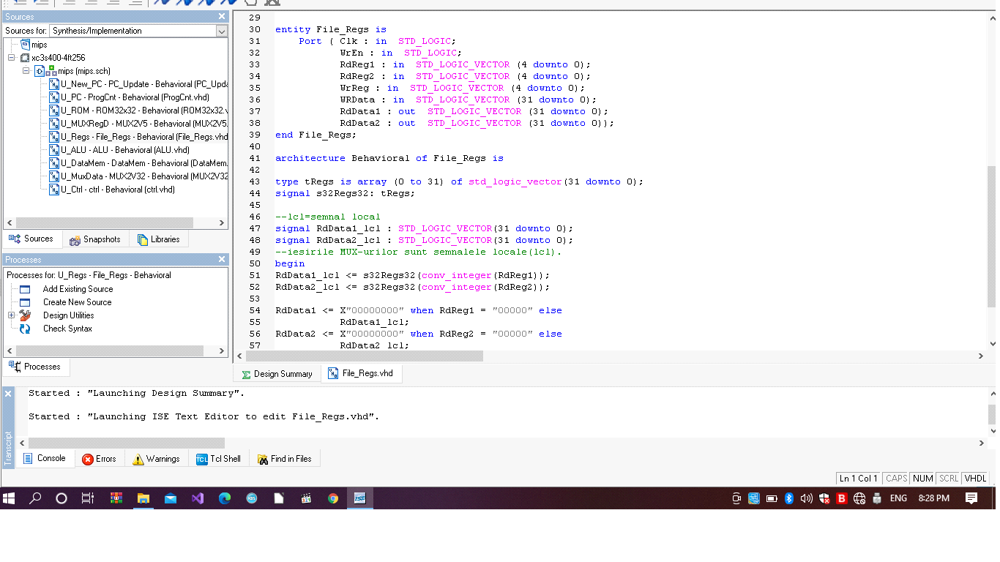 Sources
Sources for: Synthesis/Implementation
mips
xc3s400-4ft256
mips (mips.sch)
U_New_PC - PC_Update - Behavioral (PC_Upda
U_PC - ProgCnt - Behavioral (ProgCnt.vhd)
U_ROM - ROM32x32 - Behavioral (ROM32x32.v
U_MUXRegD - MUX2V5 - Behavioral (MUX2V5.
U_Regs - File_Regs - Behavioral (File_Regs.vhd
U_ALU - ALU - Behavioral (ALU.vhd)
U_DataMem - DataMem - Behavioral (DataMem.
U_MuxData - MUX2V32 - Behavioral (MUX2V32
U_Ctrl - ctrl - Behavioral (ctrl.vhd)
Sources Snapshots Libraries
Processes
Processes for: U_Regs - File_Regs - Behavioral
Add Existing Source
Create New Source
Design Utilities
Check Syntax
Processes
29
30 entity File_Regs is
31 Port ( Clk : in STD_LOGIC;
32 WrEn : in STD_LOGIC;
33 RdReg1 : in STD_LOGIC_VECTOR (4 downto 0);
34 RdReg2 : in STD_LOGIC_VECTOR (4 downto 0);
35 WrReg : in STD_LOGIC_VECTOR (4 downto 0);
36 WRData : in STD_LOGIC_VECTOR (31 downto 0);
37 RdData1 : out STD_LOGIC_VECTOR (31 downto 0);
38 RdData2 : out STD_LOGIC_VECTOR (31 downto 0));
39 end File_Regs;
40
41 architecture Behavioral of File_Regs is
42
43 type tRegs is array (0 to 31) of std_logic_vector(31 downto 0);
44 signal s32Regs32: tRegs;
45
46 --lcl=semnal local
47 signal RdData1_lcl : STD_LOGIC_VECTOR(31 downto 0);
48 signal RdData2_lcl : STD_LOGIC_VECTOR(31 downto 0);
49 --iesirile MUX-urilor sunt semnalele locale(lcl).
50 begin
51 RdData1_lcl <= s32Regs32(conv_integer(RdReg1));
52 RdData2_lcl <= s32Regs32(conv_integer(RdReg2));
53
54 RdData1 <= X"00000000" when RdReg1 = "00000" else
55 RdData1_lcl;
56 RdData2 <= X"00000000" when RdReg2 = "00000" else
57 RdData2_lcl;
Design Summary File_Regs.vhd
Started : "Launching Design Summary".
Started : "Launching ISE Text Editor to edit File_Regs.vhd".
Transcript
Console Errors Warnings Tcl Shell Find in Files
Ln 1 Col 1 CAPS NUM SCRL VHDL
ENG 8:28 PM